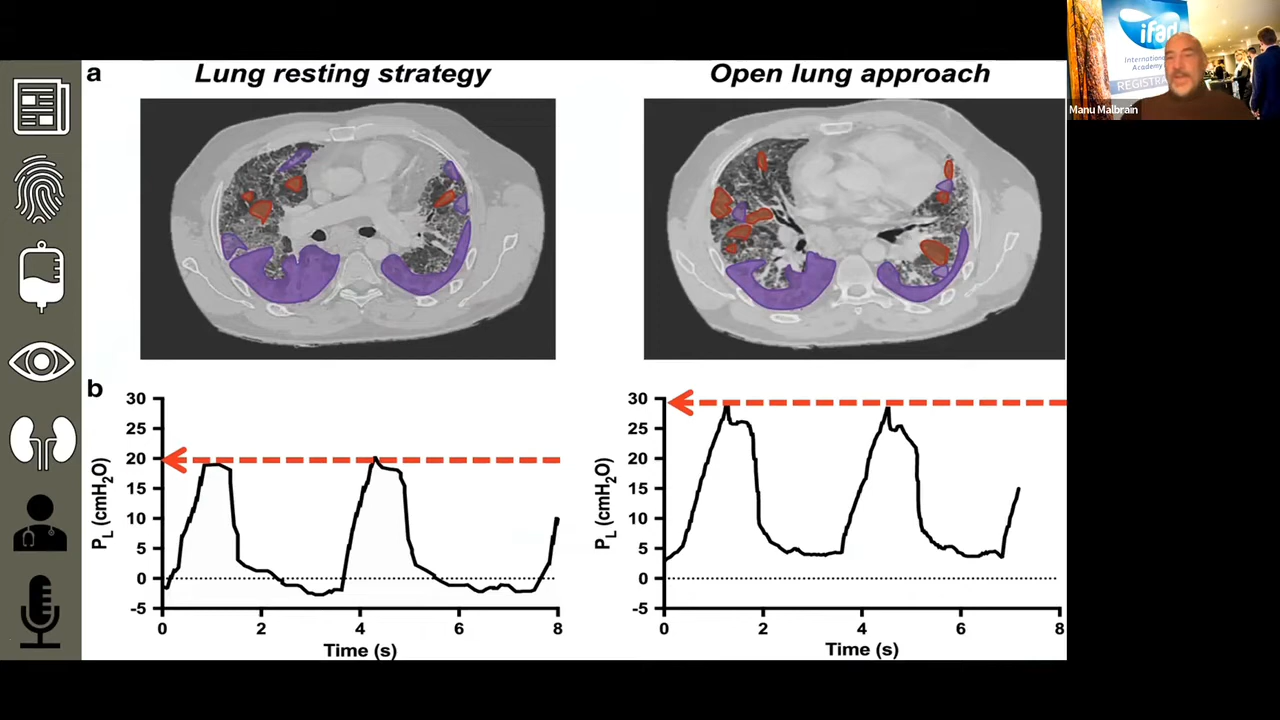 a
Lung resting strategy
Open lung approach
ifad
International
Academy
REGISTRA
Manu Malbrain
b
30
25
20
15
10
5
0
-5
P_L (cmH₂O)
0 2 4 6 8
Time (s)
30
25
20
15
10
5
0
-5
P_L (cmH₂O)
0 2 4 6 8
Time (s)